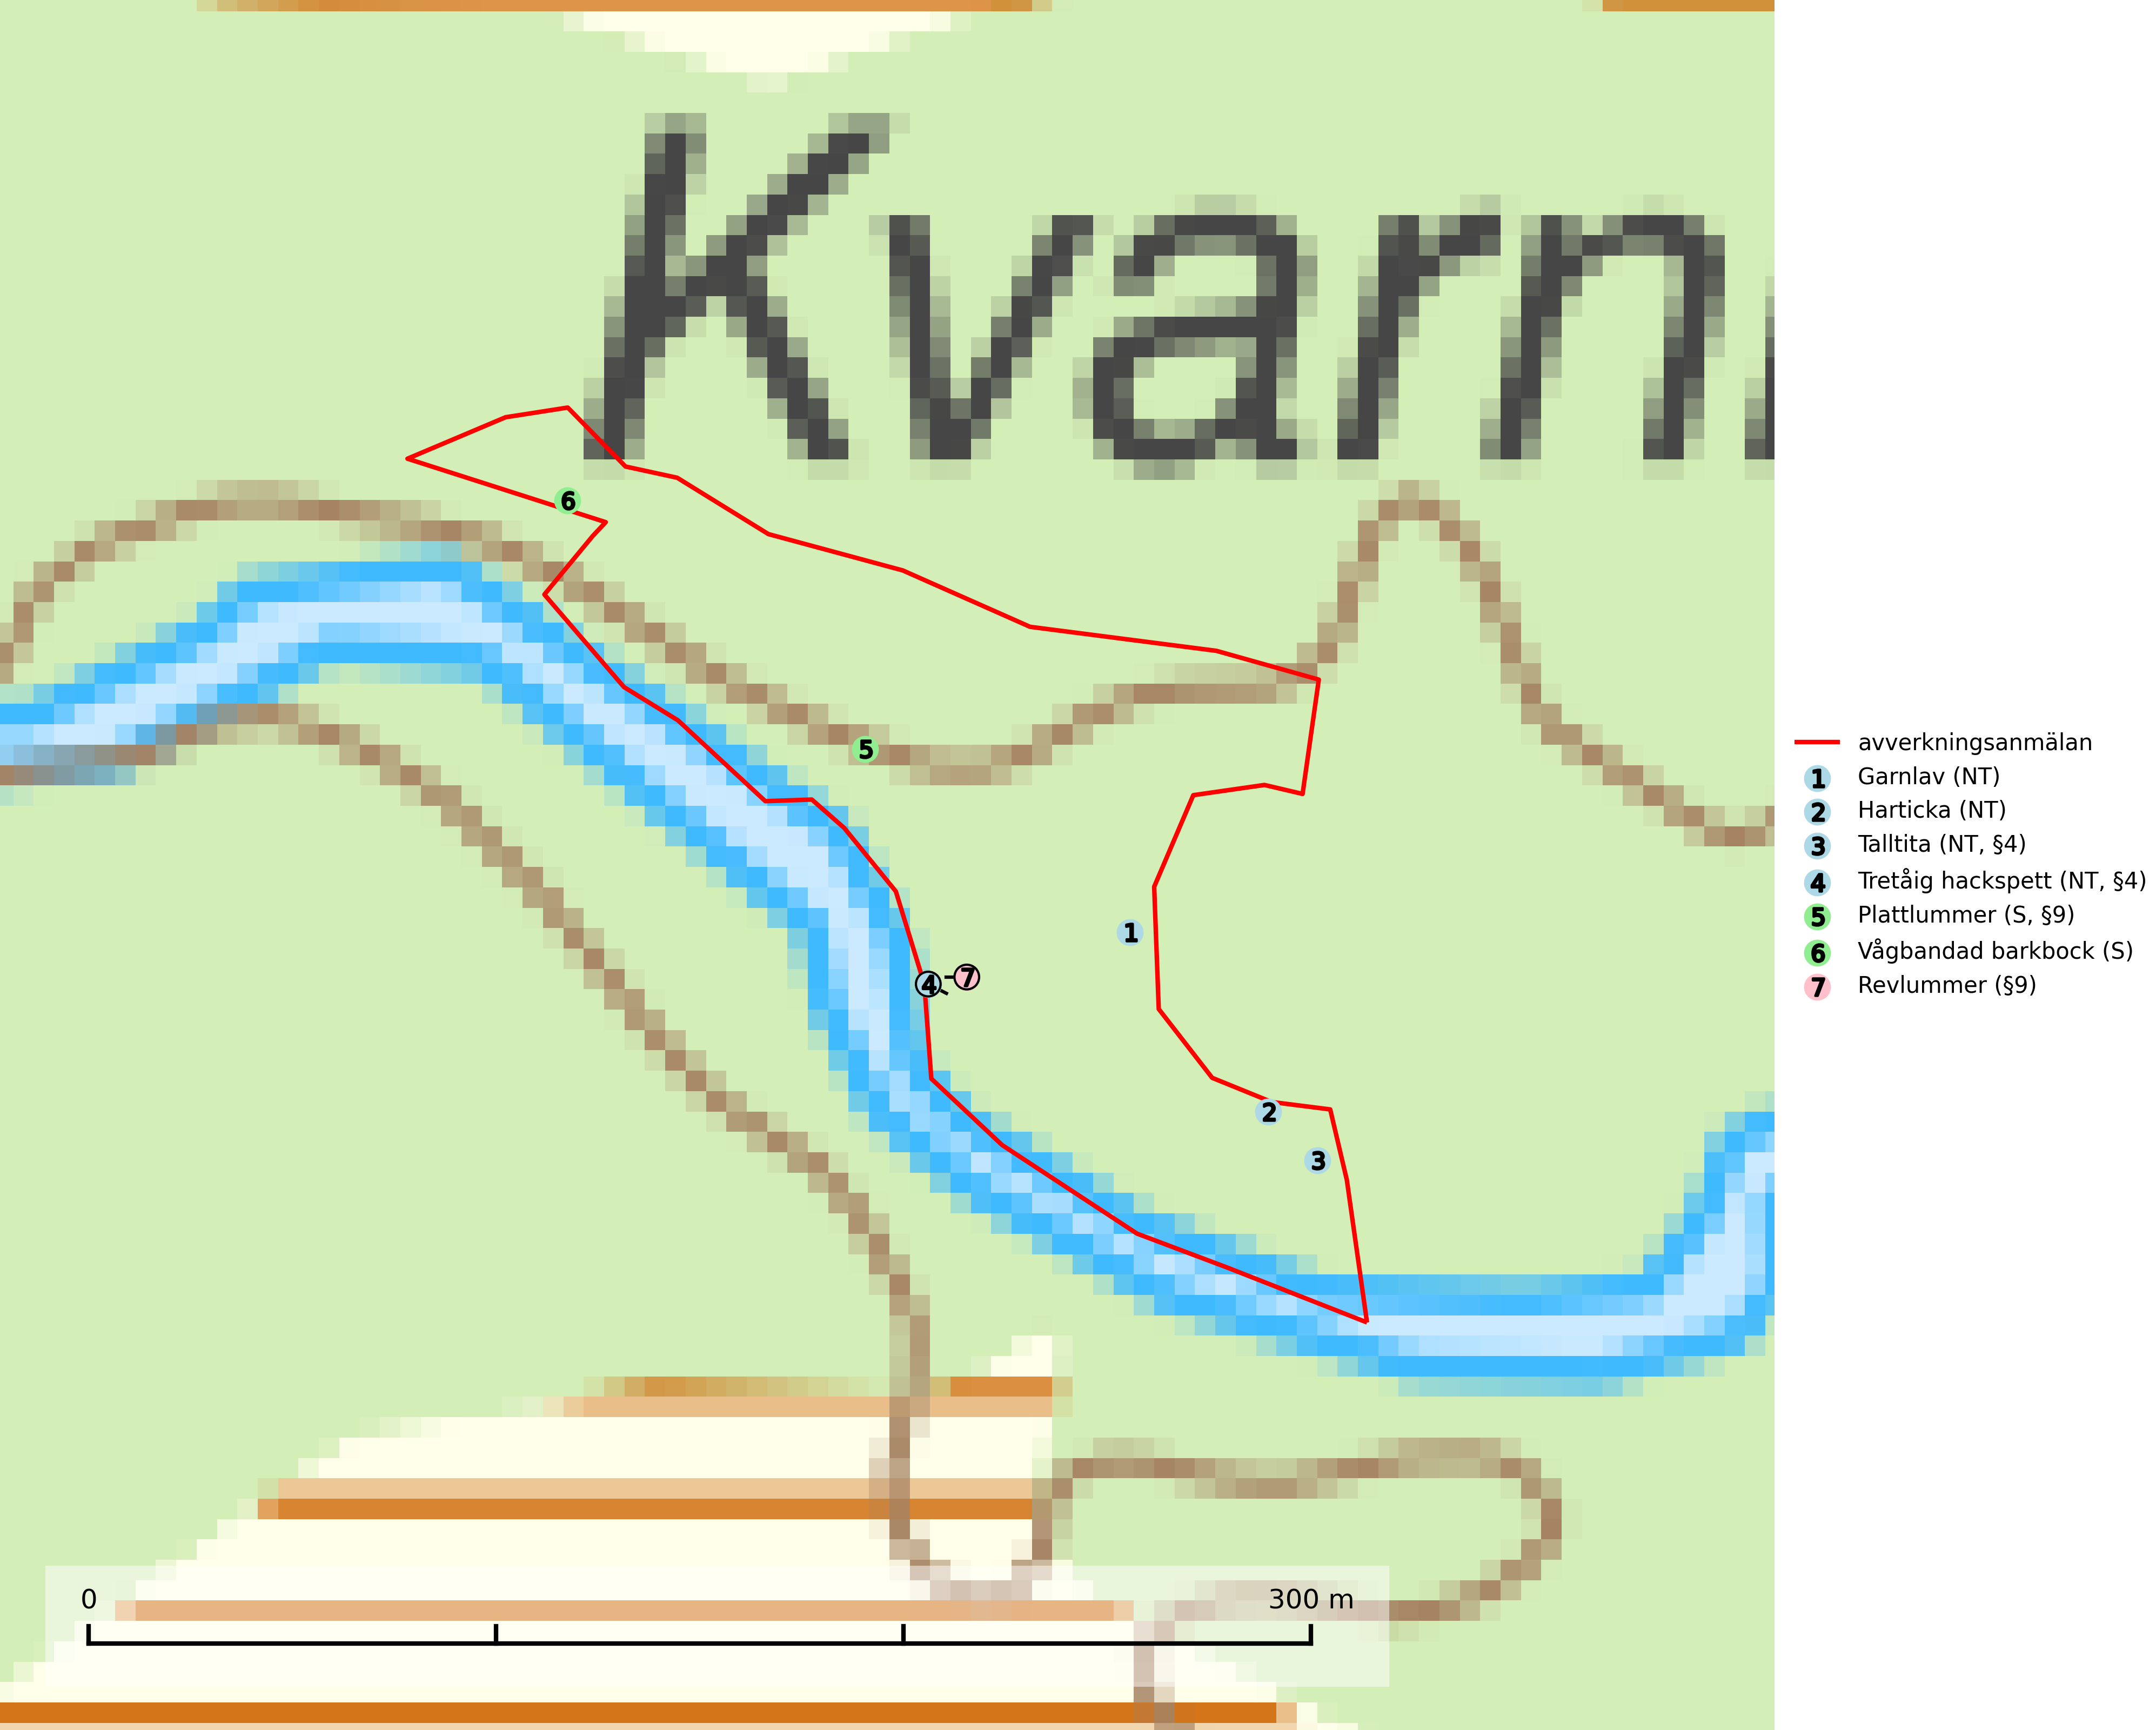 Kvarn
6
5
1
4 7
2
3
0 300 m
avverkningsanmälan
1 Garnlav (NT)
2 Harticka (NT)
3 Talltita (NT, §4)
4 Tretåig hackspett (NT, §4)
5 Plattlummer (S, §9)
6 Vågbandad barkbock (S)
7 Revlummer (§9)